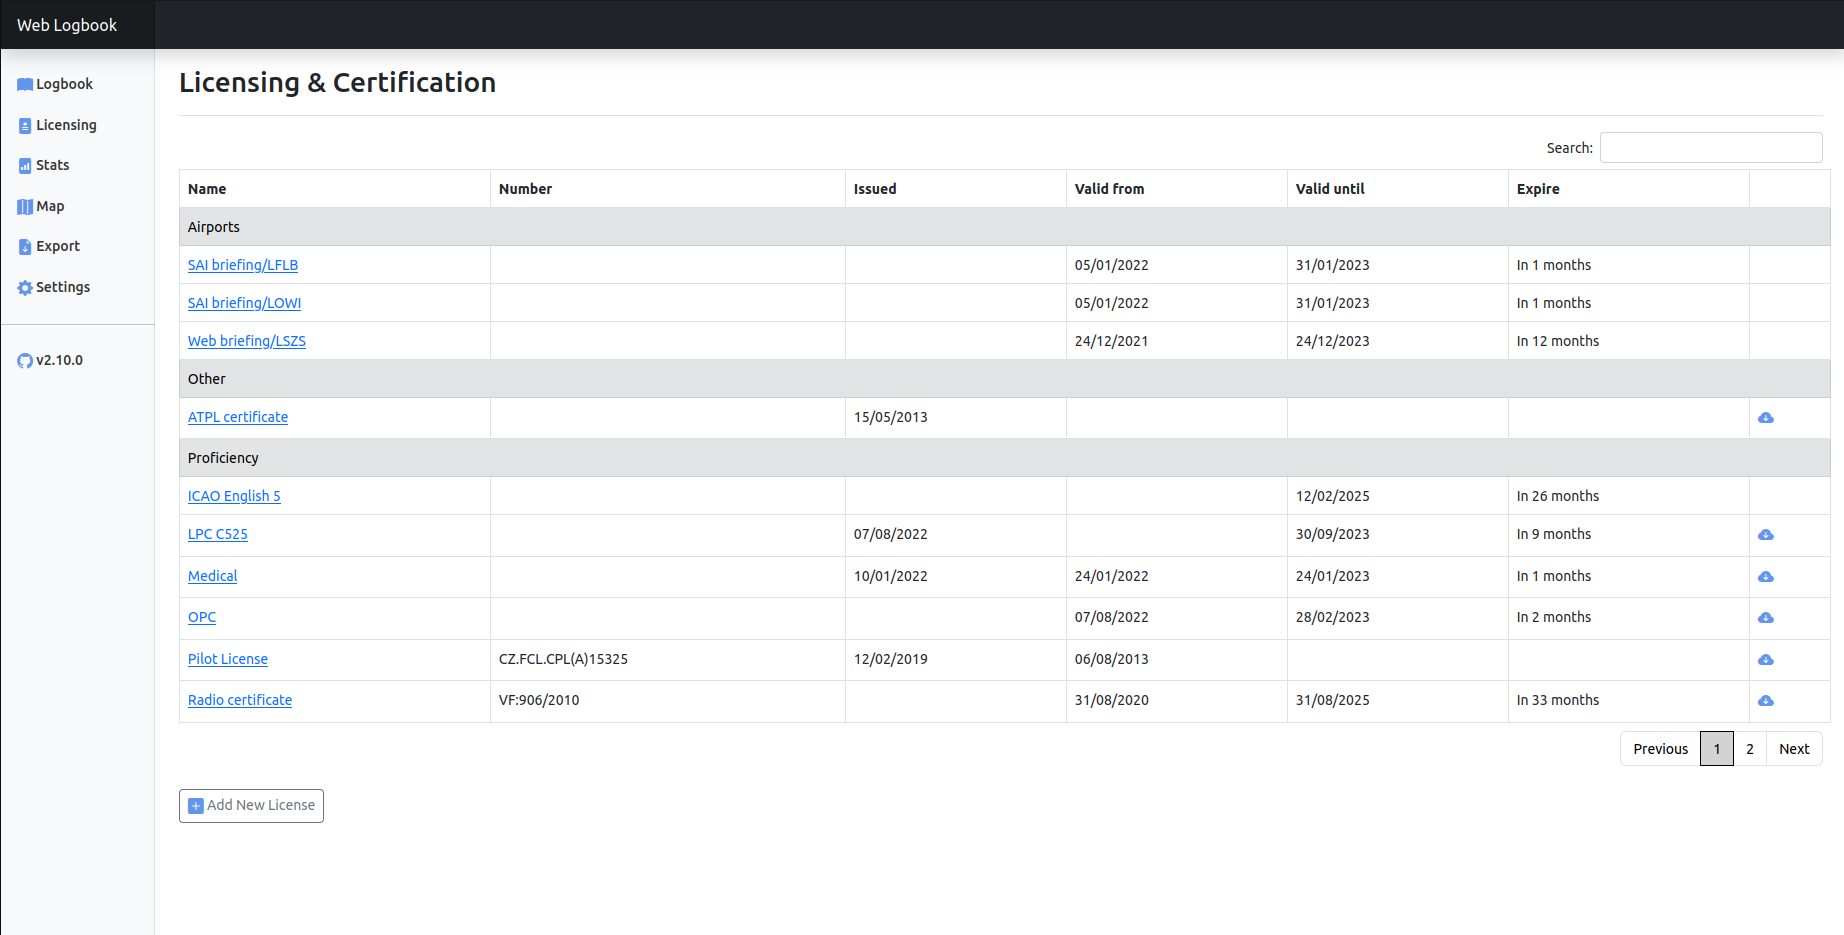 Web Logbook
Logbook
Licensing
Stats
Map
Export
Settings
v2.10.0
Licensing & Certification
Search:
Name Number Issued Valid from Valid until Expire
Airports
SAI briefing/LFLB 05/01/2022 31/01/2023 In 1 months
SAI briefing/LOWI 05/01/2022 31/01/2023 In 1 months
Web briefing/LSZS 24/12/2021 24/12/2023 In 12 months
Other
ATPL certificate 15/05/2013
Proficiency
ICAO English 5 12/02/2025 In 26 months
LPC C525 07/08/2022 30/09/2023 In 9 months
Medical 10/01/2022 24/01/2022 24/01/2023 In 1 months
OPC 07/08/2022 28/02/2023 In 2 months
Pilot License CZ.FCL.CPL(A)15325 12/02/2019 06/08/2013
Radio certificate VF:906/2010 31/08/2020 31/08/2025 In 33 months
Previous 1 2 Next
Add New License